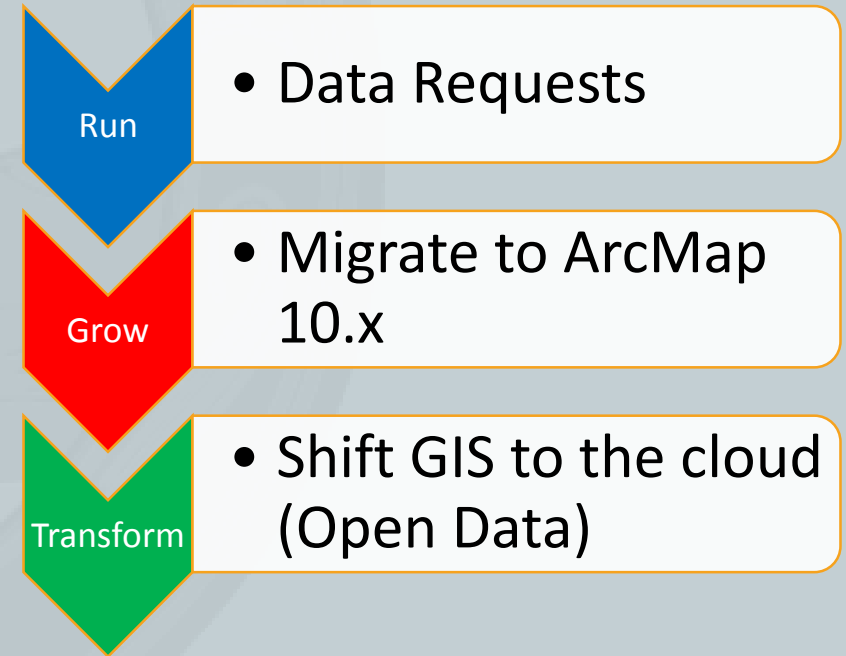 Run
• Data Requests
Grow
• Migrate to ArcMap
10.x
Transform
• Shift GIS to the cloud
(Open Data)